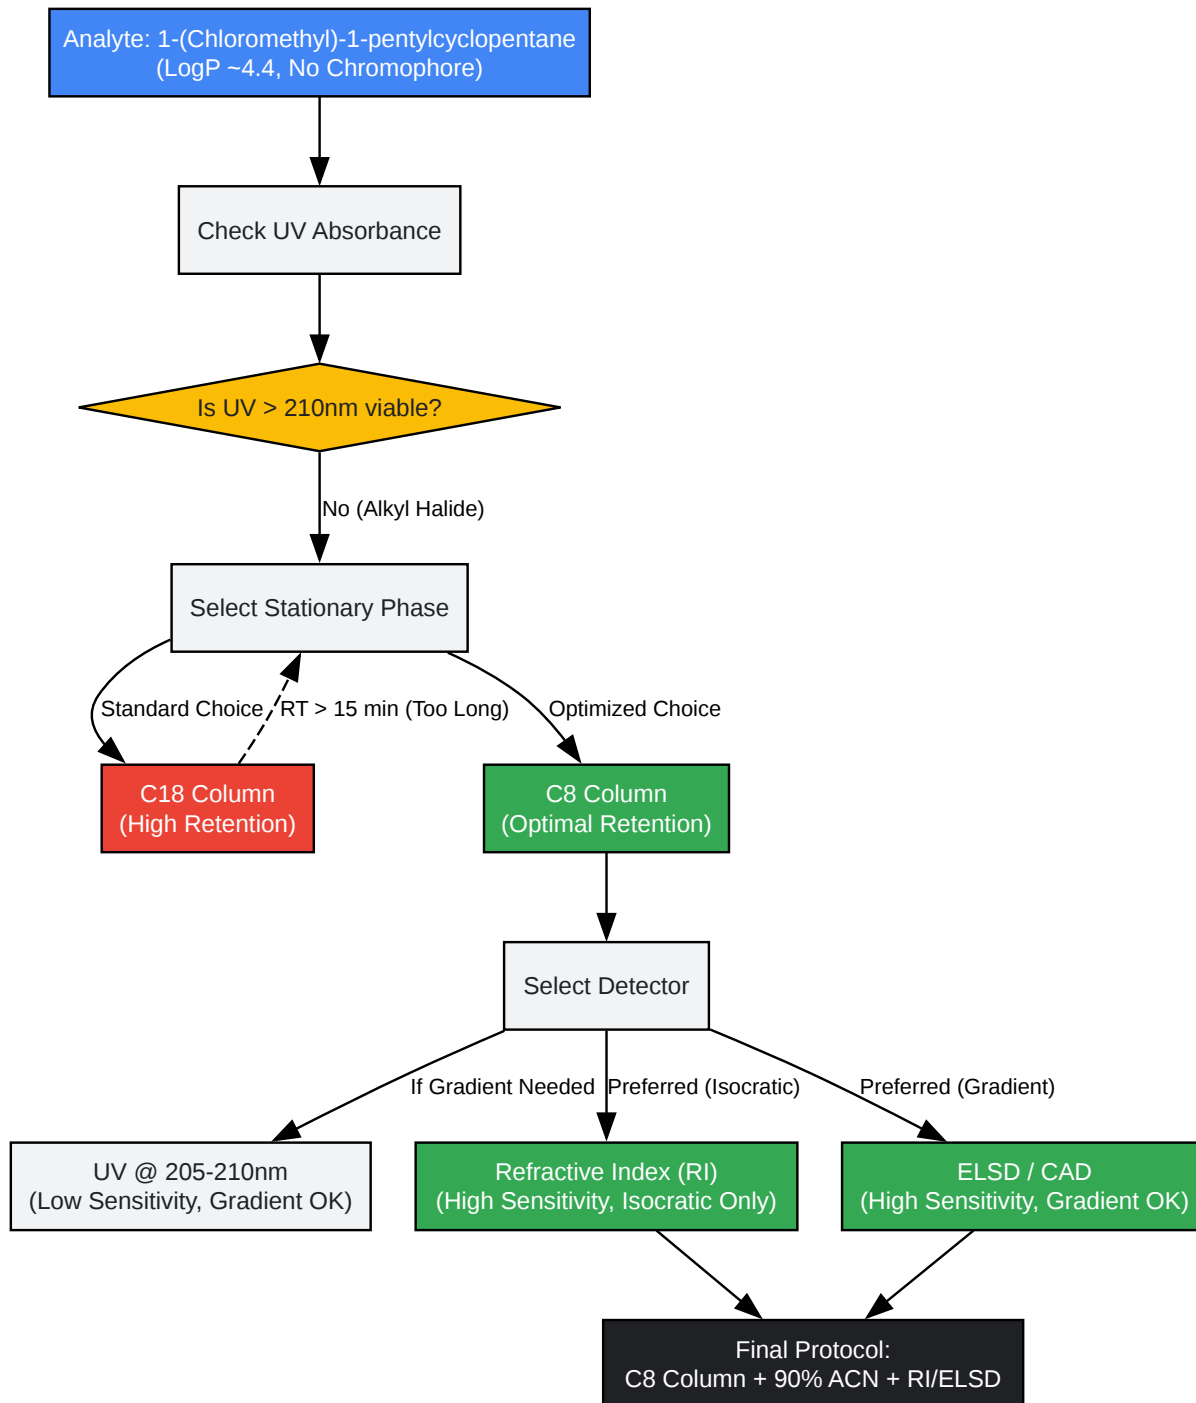 Analyte: 1-(Chloromethyl)-1-pentylcyclopentane
(LogP ~4.4, No Chromophore)
Check UV Absorbance
Is UV > 210nm viable?
No (Alkyl Halide)
Select Stationary Phase
Standard Choice
RT > 15 min (Too Long)
Optimized Choice
C18 Column
(High Retention)
C8 Column
(Optimal Retention)
Select Detector
If Gradient Needed
Preferred (Isocratic)
Preferred (Gradient)
UV @ 205-210nm
(Low Sensitivity, Gradient OK)
Refractive Index (RI)
(High Sensitivity, Isocratic Only)
ELSD / CAD
(High Sensitivity, Gradient OK)
Final Protocol:
C8 Column + 90% ACN + RI/ELSD